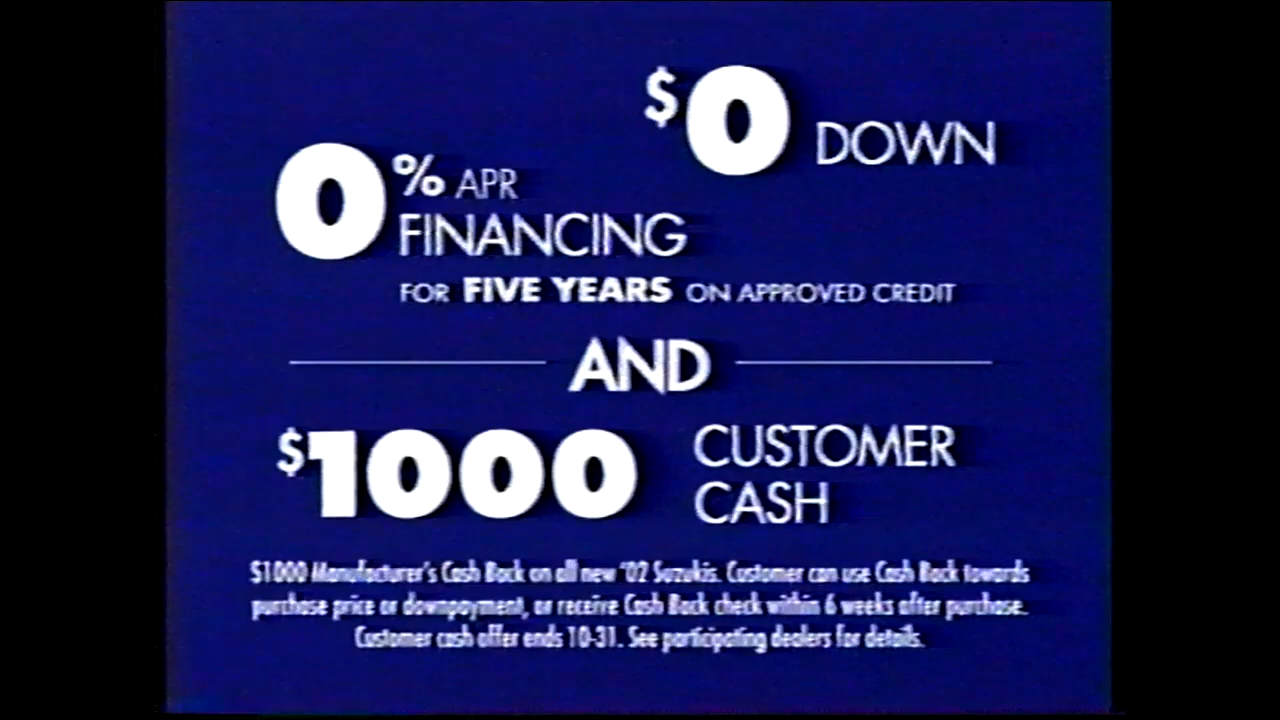 $0 DOWN
0% APR
FINANCING
FOR FIVE YEARS ON APPROVED CREDIT
AND
$1000 CUSTOMER
CASH
$1000 Manufacturer's Cash Back on all new '02 Suzukis. Customer can use Cash Back towards
purchase price or downpayment, or receive Cash Back check within 6 weeks after purchase.
Customer cash offer ends 10-31. See participating dealers for details.